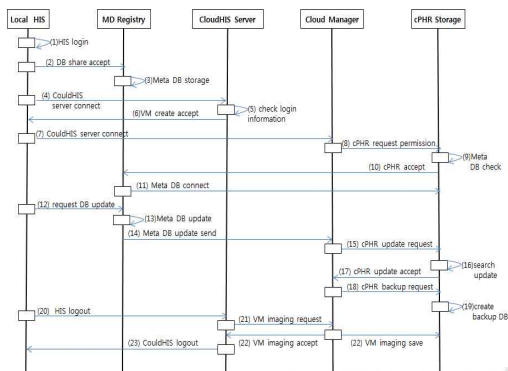 Local HIS
MD Registry
CloudHIS Server
Cloud Manager
cPHR Storage
(1)HIS login
(2) DB share accept
(3)Meta DB storage
(4) CouldHIS
server connect
(5) check login
information
(6)VM create accept
(7) CouldHIS server connect
(8) cPHR request permission
(9)Meta
DB check
(10) cPHR accept
(11) Meta DB connect
(12) request DB update
(13)Meta DB update
(14) Meta DB update send
(15) cPHR update request
(16)search
update
(17) cPHR update accept
(18) cPHR backup request
(19)create
backup DB
(20) HIS logout
(21) VM imaging request
(22) VM imaging accept
(22) VM imaging save
(23) CouldHIS logout